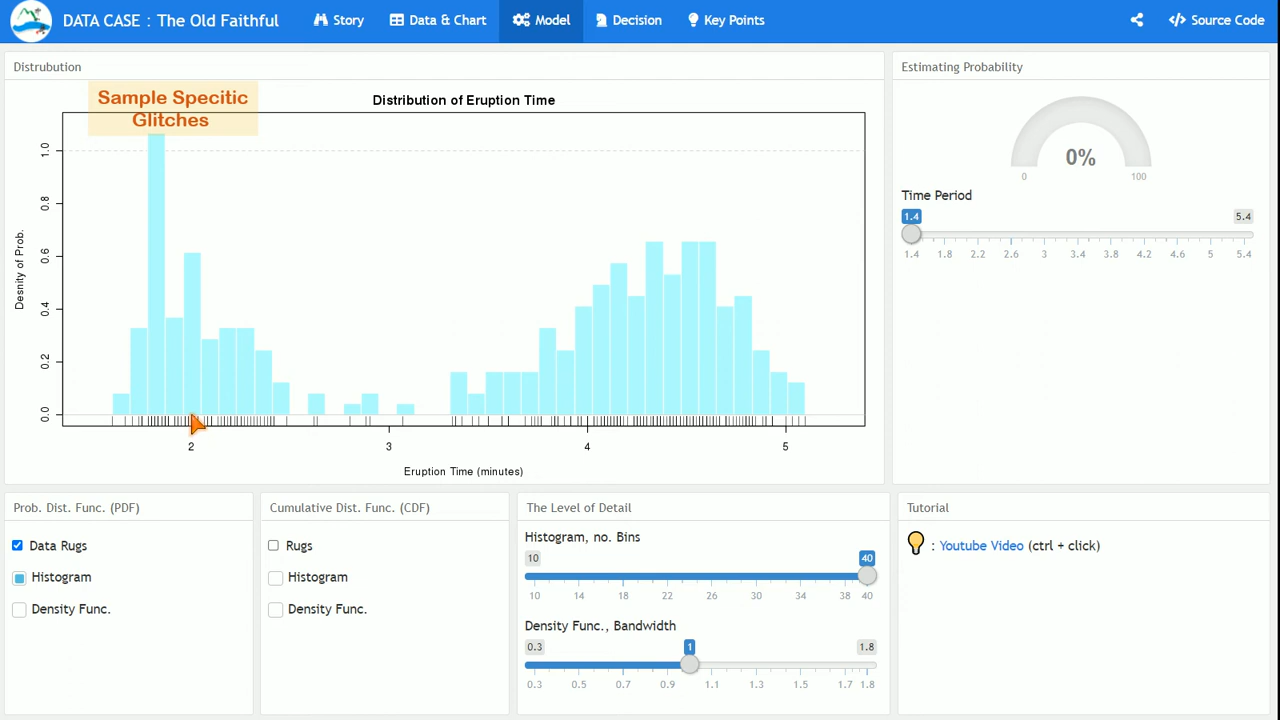 DATA CASE : The Old Faithful
Story
Data & Chart
Model
Decision
Key Points
Source Code
Distrubution
Sample Specitic
Glitches
Distribution of Eruption Time
Desnity of Prob.
0.0 0.2 0.4 0.6 0.8 1.0
2 3 4 5
Eruption Time (minutes)
Estimating Probability
0%
0 100
Time Period
1.4 5.4
1.4 1.8 2.2 2.6 3 3.4 3.8 4.2 4.6 5 5.4
Prob. Dist. Func. (PDF)
Data Rugs
Histogram
Density Func.
Cumulative Dist. Func. (CDF)
Rugs
Histogram
Density Func.
The Level of Detail
Histogram, no. Bins
10 40
10 14 18 22 26 30 34 38 40
Density Func., Bandwidth
0.3 1 1.8
0.3 0.5 0.7 0.9 1.1 1.3 1.5 1.7 1.8
Tutorial
: Youtube Video (ctrl + click)